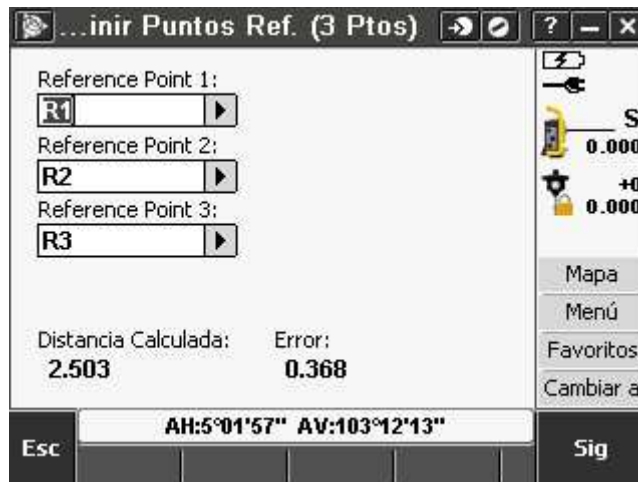 ...inir Puntos Ref. (3 Ptos)
?
Reference Point 1:
R1
Reference Point 2:
R2
Reference Point 3:
R3
Distancia Calculada: Error:
2.503 0.368
S
0.000
+0
0.000
Mapa
Menú
Favoritos
Cambiar a
AH:5°01'57" AV:103°12'13"
Esc
Sig